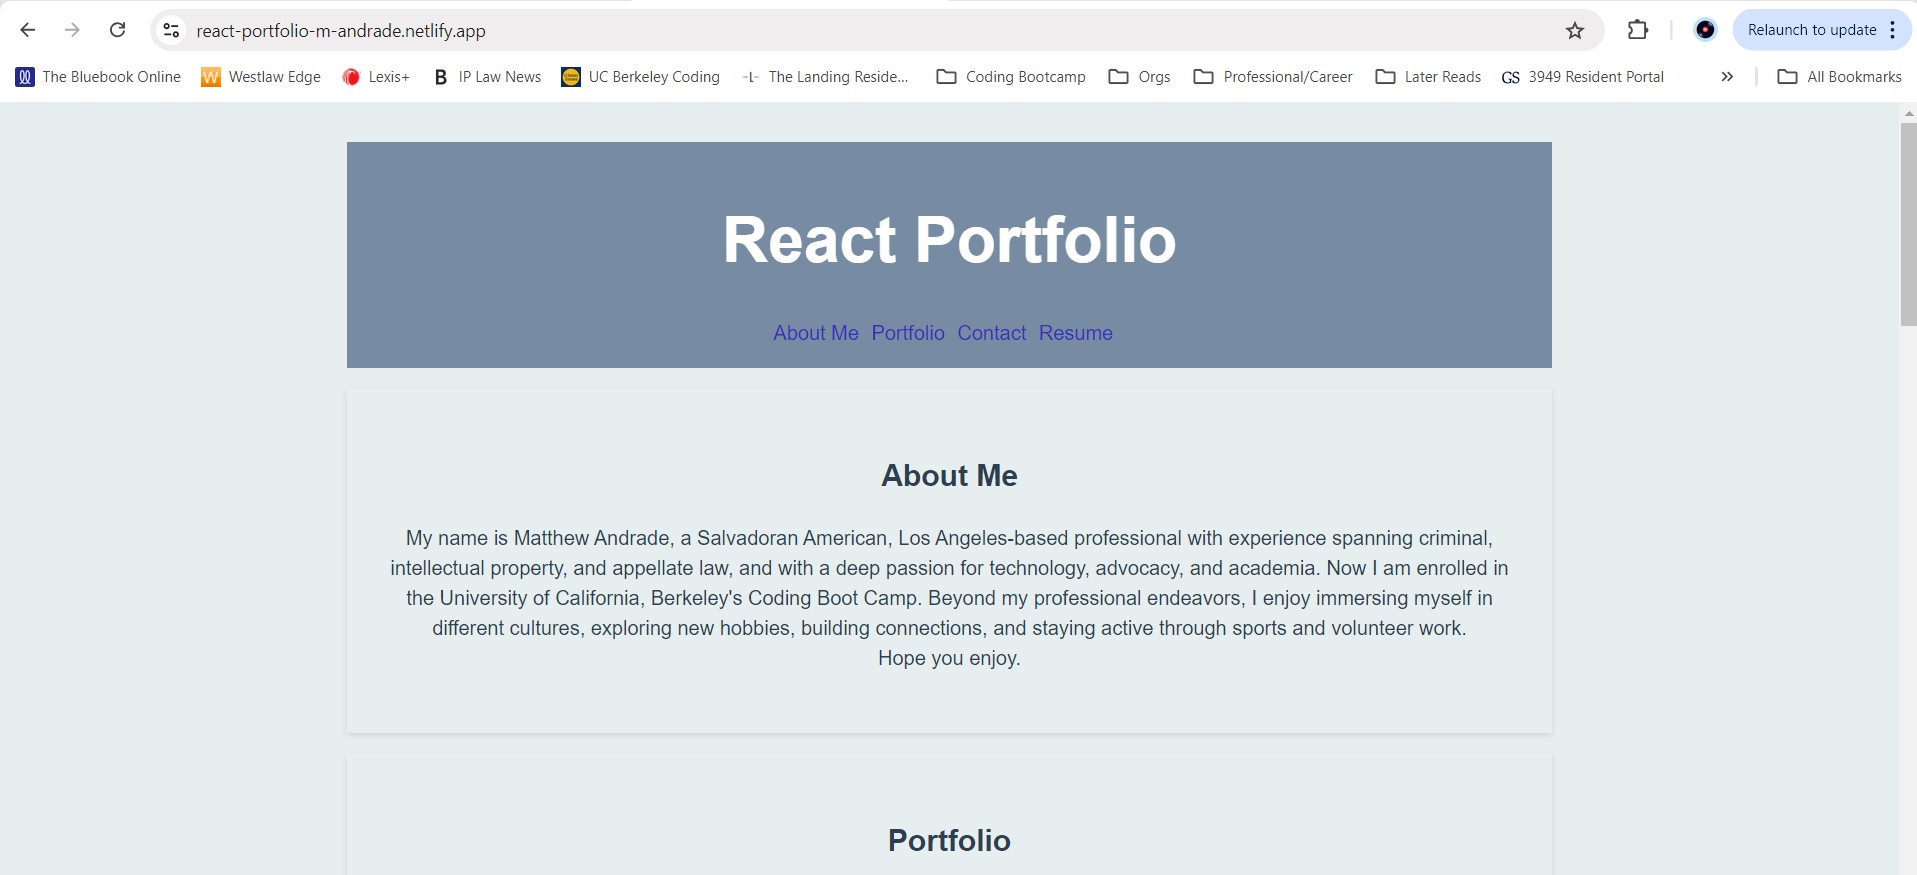 react-portfolio-m-andrade.netlify.app
Relaunch to update
The Bluebook Online
W Westlaw Edge
Lexis+
B IP Law News
UC Berkeley Coding
-L- The Landing Reside...
Coding Bootcamp
Orgs
Professional/Career
Later Reads
GS 3949 Resident Portal
All Bookmarks
React Portfolio
About Me Portfolio Contact Resume
About Me
My name is Matthew Andrade, a Salvadoran American, Los Angeles-based professional with experience spanning criminal,
intellectual property, and appellate law, and with a deep passion for technology, advocacy, and academia. Now I am enrolled in
the University of California, Berkeley's Coding Boot Camp. Beyond my professional endeavors, I enjoy immersing myself in
different cultures, exploring new hobbies, building connections, and staying active through sports and volunteer work.
Hope you enjoy.
Portfolio